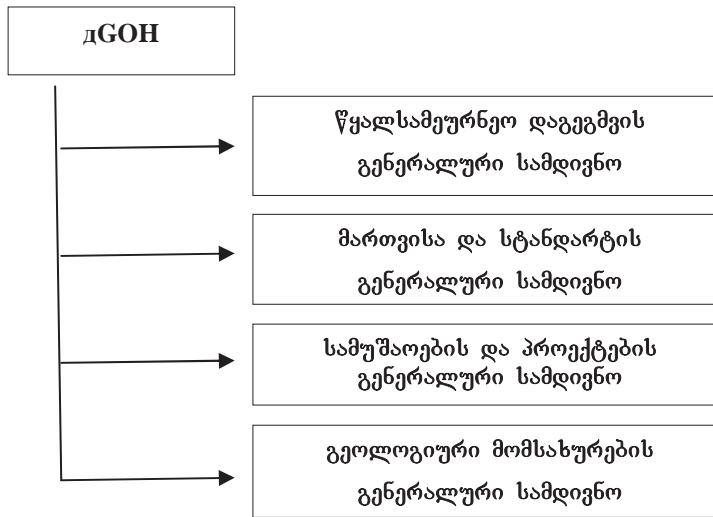 дGOH
წყალსამეურნეო დაგეგმვის
გენერალური სამდივნო
მართვისა და სტანდარტის
გენერალური სამდივნო
სამუშაოების და პროექტების
გენერალური სამდივნო
გეოლოგიური მომსახურების
გენერალური სამდივნო